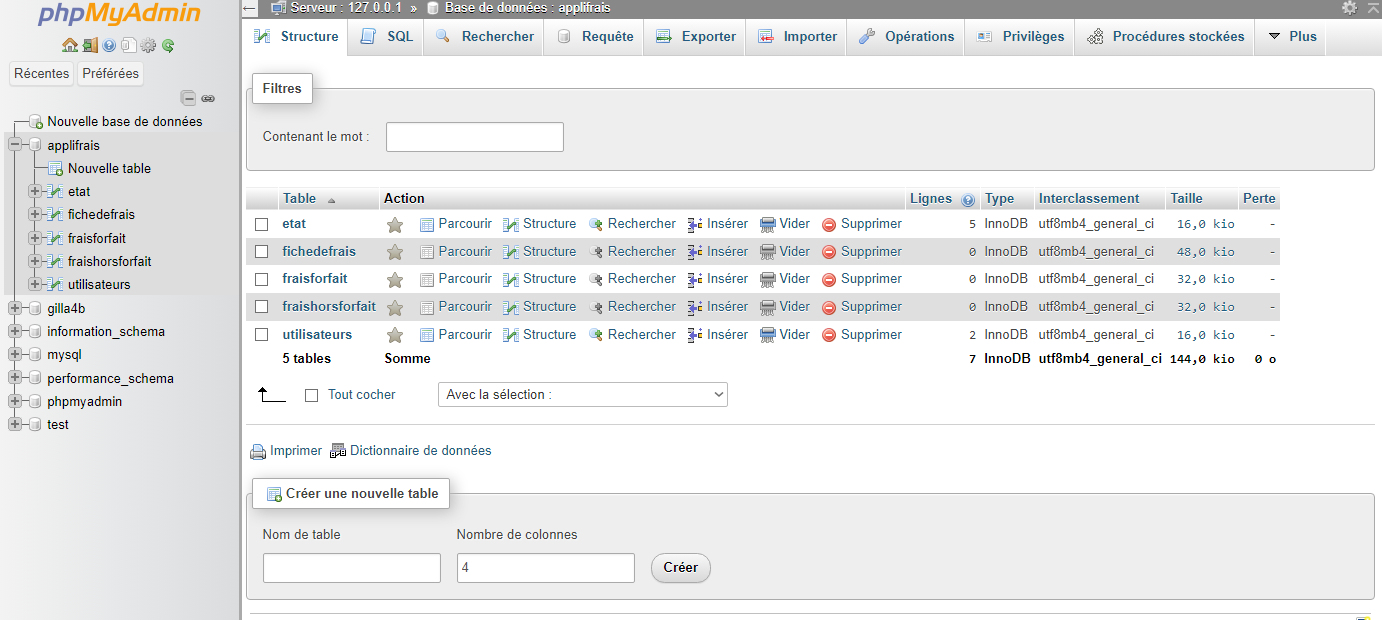 phpMyAdmin
Récentes Préférées
Nouvelle base de données
applifrais
Nouvelle table
etat
fichedefrais
fraisforfait
fraishorsforfait
utilisateurs
gilla4b
information_schema
mysql
performance_schema
phpmyadmin
test
Serveur : 127.0.0.1 » Base de données : applifrais
Structure SQL Rechercher Requête Exporter Importer Opérations Privilèges Procédures stockées Plus
Filtres
Contenant le mot :
Table Action Lignes Type Interclassement Taille Perte
etat Parcourir Structure Rechercher Insérer Vider Supprimer 5 InnoDB utf8mb4_general_ci 16,0 kio -
fichedefrais Parcourir Structure Rechercher Insérer Vider Supprimer 0 InnoDB utf8mb4_general_ci 48,0 kio -
fraisforfait Parcourir Structure Rechercher Insérer Vider Supprimer 0 InnoDB utf8mb4_general_ci 32,0 kio -
fraishorsforfait Parcourir Structure Rechercher Insérer Vider Supprimer 0 InnoDB utf8mb4_general_ci 32,0 kio -
utilisateurs Parcourir Structure Rechercher Insérer Vider Supprimer 2 InnoDB utf8mb4_general_ci 16,0 kio -
5 tables Somme 7 InnoDB utf8mb4_general_ci 144,0 kio 0 o
Tout cocher Avec la sélection :
Imprimer Dictionnaire de données
Créer une nouvelle table
Nom de table Nombre de colonnes
4 Créer